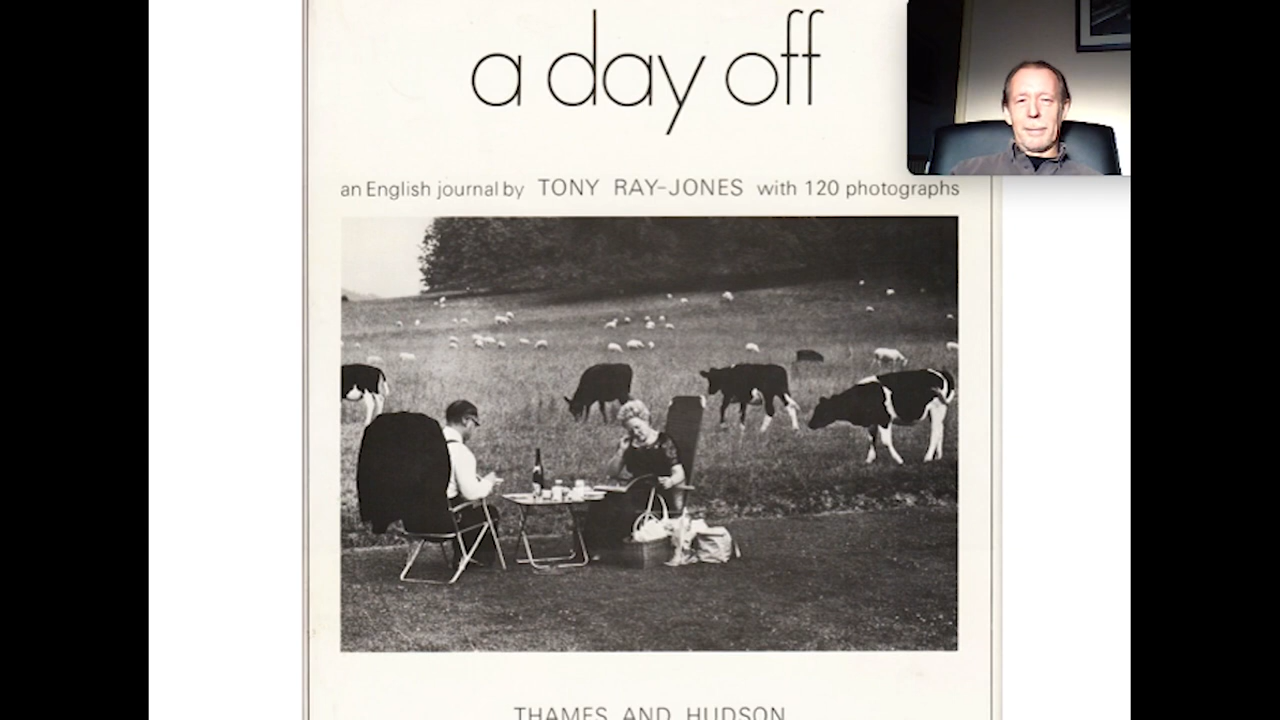 a day off
an English journal by TONY RAY-JONES with 120 photographs
THAMES AND HUDSON